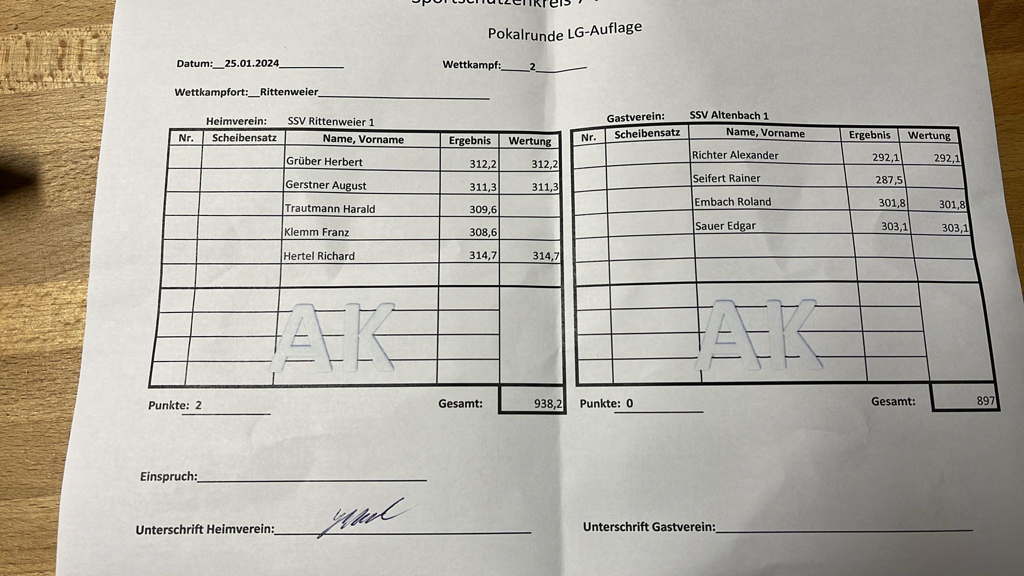 Sportschützenkreis
Pokalrunde LG-Auflage
Datum: 25.01.2024 Wettkampf: 2
Wettkampfort: Rittenweier
Heimverein: SSV Rittenweier 1
Nr. Scheibensatz Name, Vorname Ergebnis Wertung
Grüber Herbert 312,2 312,2
Gerstner August 311,3 311,3
Trautmann Harald 309,6
Klemm Franz 308,6
Hertel Richard 314,7 314,7
AK
Punkte: 2 Gesamt: 938,2
Gastverein: SSV Altenbach 1
Nr. Scheibensatz Name, Vorname Ergebnis Wertung
Richter Alexander 292,1 292,1
Seifert Rainer 287,5
Embach Roland 301,8 301,8
Sauer Edgar 303,1 303,1
AK
Punkte: 0 Gesamt: 897
Einspruch:
Unterschrift Heimverein:
Unterschrift Gastverein: